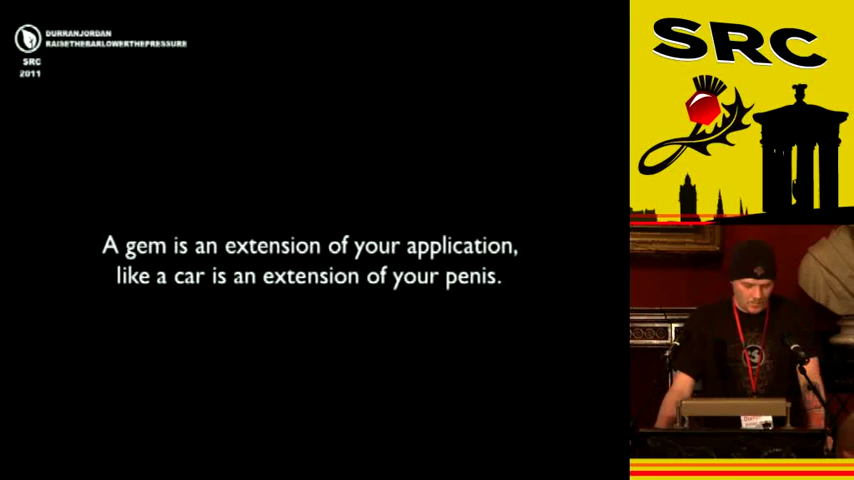 DURRANJORDAN
RAISETHEBARLOWERTHEPRESSURE
SRC
2011
A gem is an extension of your application,
like a car is an extension of your penis.
SRC